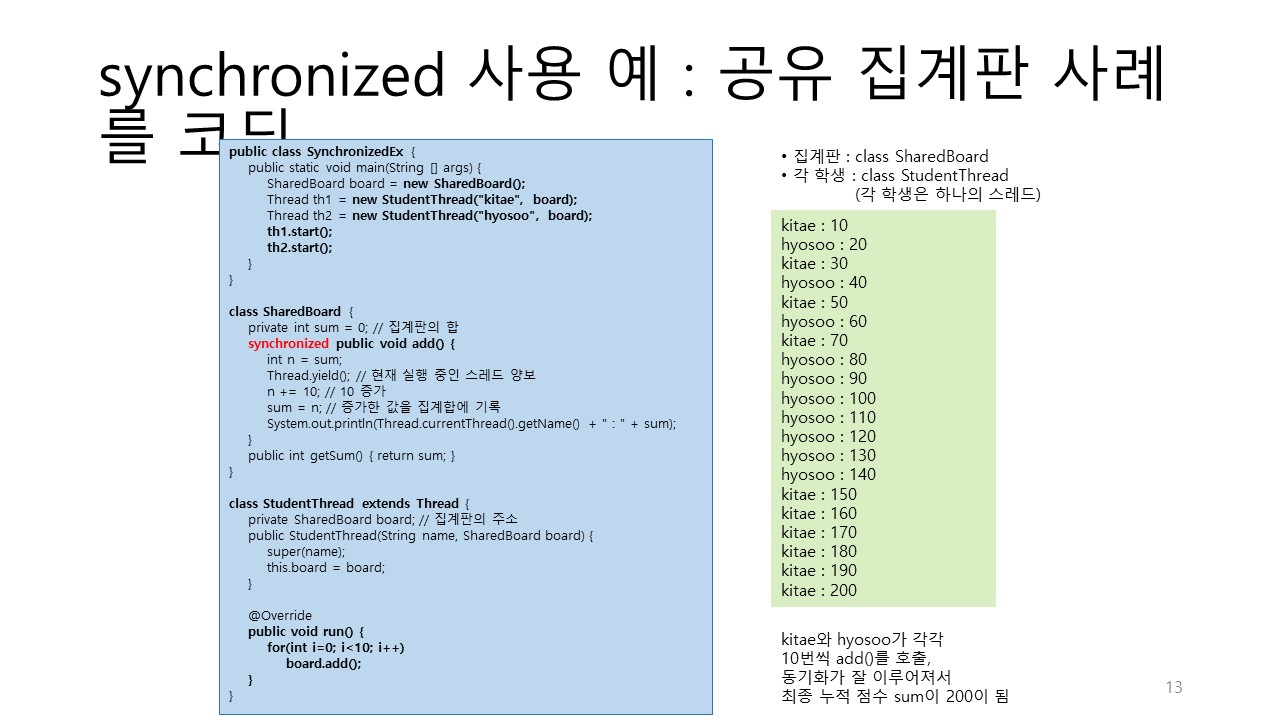 synchronized 사용 예 : 공유 집계판 사례
를 코딩
public class SynchronizedEx {
public static void main(String [] args) {
SharedBoard board = new SharedBoard();
Thread th1 = new StudentThread("kitae", board);
Thread th2 = new StudentThread("hyosoo", board);
th1.start();
th2.start();
}
}
class SharedBoard {
private int sum = 0; // 집계판의 합
synchronized public void add() {
int n = sum;
Thread.yield(); // 현재 실행 중인 스레드 양보
n += 10; // 10 증가
sum = n; // 증가한 값을 집계합에 기록
System.out.println(Thread.currentThread().getName() + " : " + sum);
}
public int getSum() { return sum; }
}
class StudentThread extends Thread {
private SharedBoard board; // 집계판의 주소
public StudentThread(String name, SharedBoard board) {
super(name);
this.board = board;
}
@Override
public void run() {
for(int i=0; i<10; i++)
board.add();
}
}
• 집계판 : class SharedBoard
• 각 학생 : class StudentThread
(각 학생은 하나의 스레드)
kitae : 10
hyosoo : 20
kitae : 30
hyosoo : 40
kitae : 50
hyosoo : 60
kitae : 70
hyosoo : 80
hyosoo : 90
hyosoo : 100
hyosoo : 110
hyosoo : 120
hyosoo : 130
hyosoo : 140
kitae : 150
kitae : 160
kitae : 170
kitae : 180
kitae : 190
kitae : 200
kitae와 hyosoo가 각각
10번씩 add()를 호출,
동기화가 잘 이루어져서
최종 누적 점수 sum이 200이 됨
13